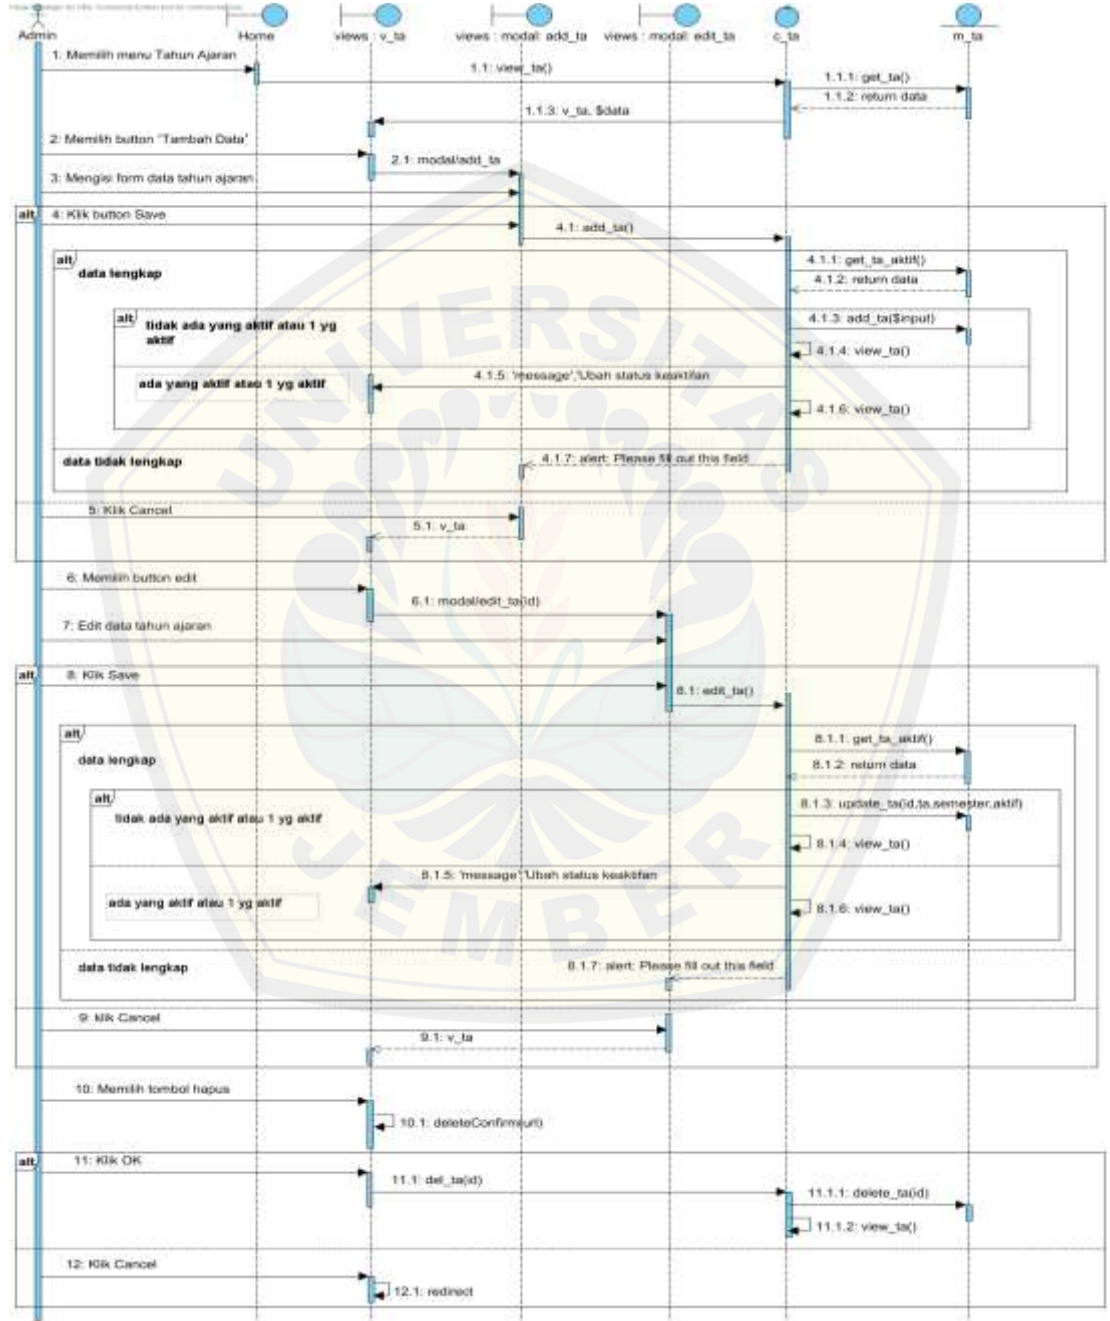 Admin
Home
views : v_ta
views : modal: add_ta
views : modal: edit_ta
c_ta
m_ta
1: Memilih menu Tahun Ajaran
1.1: view_ta()
1.1.1: get_ta()
1.1.2: return data
1.1.3: v_ta, $data
2: Memilih button "Tambah Data'
2.1: modal/add_ta
3: Mengisi form data tahun ajaran
alt
4: Klik button Save
4.1: add_ta()
alt
data lengkap
4.1.1: get_ta_aktif()
4.1.2: return data
alt
tidak ada yang aktif atau 1 yg
aktif
4.1.3: add_ta($input)
4.1.4: view_ta()
ada yang aktif atau 1 yg aktif
4.1.5: 'message','Ubah status keaktifan
4.1.6: view_ta()
data tidak lengkap
4.1.7: alert: Please fill out this field
5: Klik Cancel
5.1: v_ta
6: Memilih button edit
6.1: modal/edit_ta(id)
7: Edit data tahun ajaran
alt
8: Klik Save
8.1: edit_ta()
alt
data lengkap
8.1.1: get_ta_aktif()
8.1.2: return data
alt
tidak ada yang aktif atau 1 yg aktif
8.1.3: update_ta(id,ta,semester,aktif)
8.1.4: view_ta()
8.1.5: 'message','Ubah status keaktifan
ada yang aktif atau 1 yg aktif
8.1.6: view_ta()
data tidak lengkap
8.1.7: alert: Please fill out this field
9: klik Cancel
9.1: v_ta
10: Memilih tombol hapus
10.1: deleteConfirm(url)
alt
11: Klik OK
11.1: del_ta(id)
11.1.1: delete_ta(id)
11.1.2: view_ta()
12: Klik Cancel
12.1: redirect
UNIVERSITAS
JEMBER